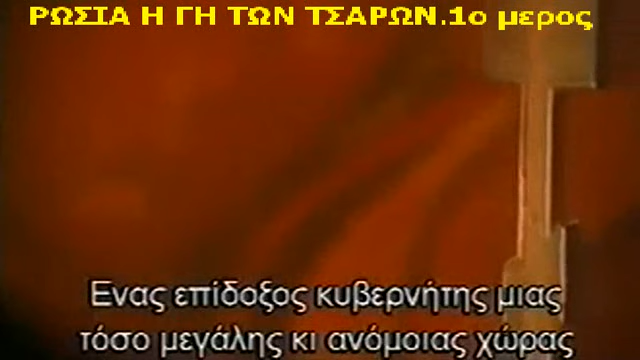 ΡΩΣΙΑ Η ΓΗ ΤΩΝ ΤΣΑΡΩΝ.1ο μερος
Ενας επίδοξος κυβερνήτης μιας
τόσο μεγάλης κι ανόμοιας χώρας